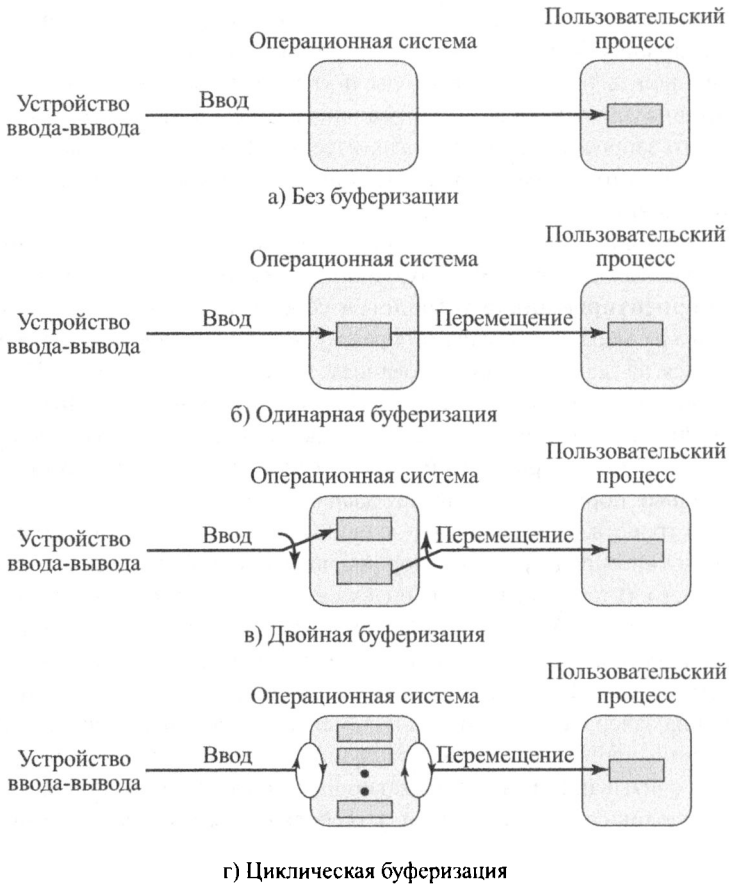 Пользовательский
процесс
Операционная система
Устройство
ввода-вывода
Ввод
а) Без буферизации
Пользовательский
процесс
Операционная система
Устройство
ввода-вывода
Ввод
Перемещение
б) Одинарная буферизация
Пользовательский
процесс
Операционная система
Устройство
ввода-вывода
Ввод
Перемещение
в) Двойная буферизация
Пользовательский
процесс
Операционная система
Устройство
ввода-вывода
Ввод
Перемещение
г) Циклическая буферизация